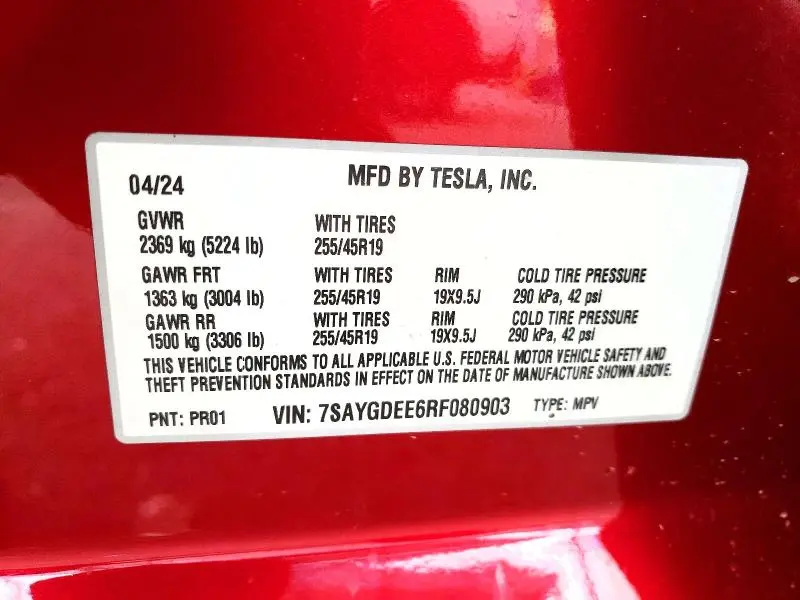 04/24 MFD BY TESLA, INC.
GVWR WITH TIRES
2369 kg (5224 lb) 255/45R19
GAWR FRT WITH TIRES RIM COLD TIRE PRESSURE
1363 kg (3004 lb) 255/45R19 19X9.5J 290 kPa, 42 psi
GAWR RR WITH TIRES RIM COLD TIRE PRESSURE
1500 kg (3306 lb) 255/45R19 19X9.5J 290 kPa, 42 psi
THIS VEHICLE CONFORMS TO ALL APPLICABLE U.S. FEDERAL MOTOR VEHICLE SAFETY AND
THEFT PREVENTION STANDARDS IN EFFECT ON THE DATE OF MANUFACTURE SHOWN ABOVE.
PNT: PR01 VIN: 7SAYGDEE6RF080903 TYPE: MPV